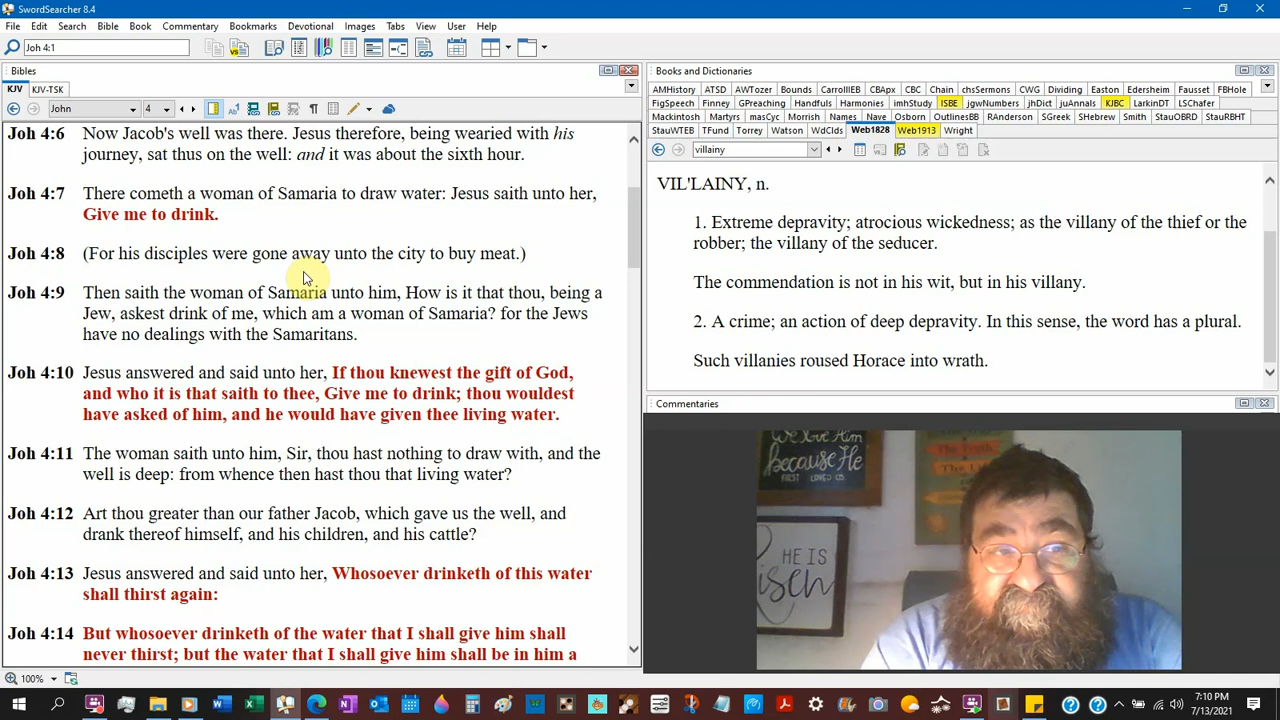 SwordSearcher 8.4
File Edit Search Bible Book Commentary Bookmarks Devotional Images Tabs View User Help
Joh 4:1
Bibles
KJV KJV-TSK
John 4
Joh 4:6 Now Jacob's well was there. Jesus therefore, being wearied with his
journey, sat thus on the well: and it was about the sixth hour.
Joh 4:7 There cometh a woman of Samaria to draw water: Jesus saith unto her,
Give me to drink.
Joh 4:8 (For his disciples were gone away unto the city to buy meat.)
Joh 4:9 Then saith the woman of Samaria unto him, How is it that thou, being a
Jew, askest drink of me, which am a woman of Samaria? for the Jews
have no dealings with the Samaritans.
Joh 4:10 Jesus answered and said unto her, If thou knewest the gift of God,
and who it is that saith to thee, Give me to drink; thou wouldest
have asked of him, and he would have given thee living water.
Joh 4:11 The woman saith unto him, Sir, thou hast nothing to draw with, and the
well is deep: from whence then hast thou that living water?
Joh 4:12 Art thou greater than our father Jacob, which gave us the well, and
drank thereof himself, and his children, and his cattle?
Joh 4:13 Jesus answered and said unto her, Whosoever drinketh of this water
shall thirst again:
Joh 4:14 But whosoever drinketh of the water that I shall give him shall
never thirst; but the water that I shall give him shall be in him a
100%
Books and Dictionaries
AMHistory ATSD AWTozer Bounds CarrollIEB CBApx CBC Chain chsSermons CWG Dividing Easton Edersheim Fausset FBHole
FigSpeech Finney GPreaching Handfuls Harmonies imhStudy ISBE jgwNumbers jhDict juAnnals KJBC LarkinDT LSChafer
Mackintosh Martyrs masCyc Morrish Names Nave Osborn OutlinesBB RAnderson SGreek SHebrew Smith StauOBRD StauRBHT
StauWTEB TFund Torrey Watson WdClds Web1828 Web1913 Wright
villainy
VIL'LAINY, n.
1. Extreme depravity; atrocious wickedness; as the villany of the thief or the
robber; the villany of the seducer.
The commendation is not in his wit, but in his villany.
2. A crime; an action of deep depravity. In this sense, the word has a plural.
Such villanies roused Horace into wrath.
Commentaries
We love Him
because He
FIRST LOVED US.
The Truth
The Li
HE IS
Risen
7:10 PM
7/13/2021